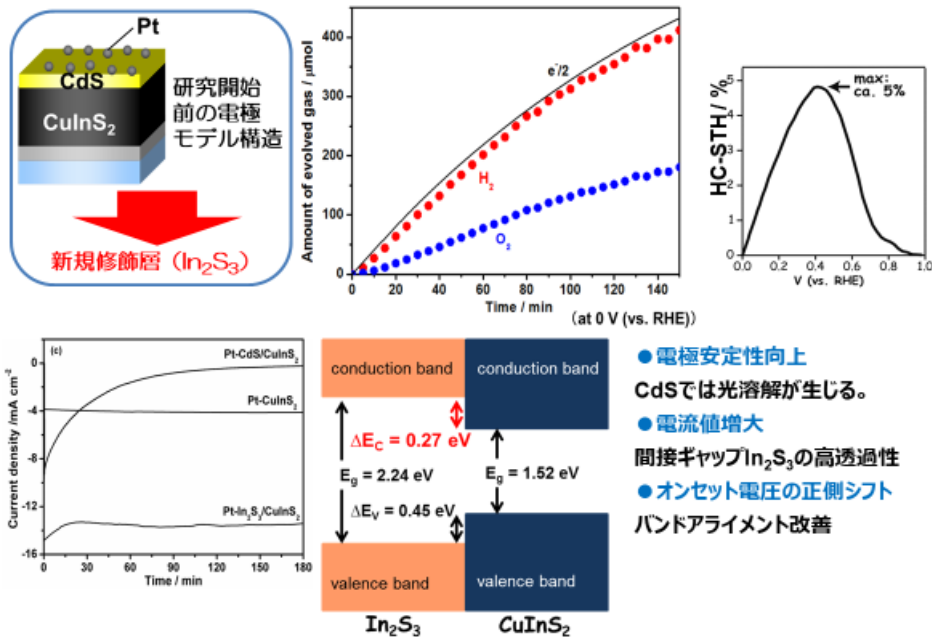 Pt
CdS
CuInS₂
研究開始
前の電極
モデル構造
新規修飾層（In₂S₃）
Amount of evolved gas / μmol
400
300
200
100
0
e⁻/2
H₂
O₂
0 20 40 60 80 100 120 140
Time / min
(at 0 V (vs. RHE))
HC-STH / %
5
4
3
2
1
0
max:
ca. 5%
0.0 0.2 0.4 0.6 0.8 1.0
V (vs. RHE)
(c)
Current density /mA cm⁻²
0
-4
-8
-12
-16
Pt-CdS/CuInS₂
Pt-CuInS₂
Pt-In₂S₃/CuInS₂
0 30 60 90 120 150 180
Time / min
conduction band
conduction band
ΔE_C = 0.27 eV
E_g = 2.24 eV
E_g = 1.52 eV
ΔE_V = 0.45 eV
valence band
valence band
In₂S₃
CuInS₂
●電極安定性向上
CdSでは光溶解が生じる。
●電流値増大
間接ギャップIn₂S₃の高透過性
●オンセット電圧の正側シフト
バンドアライメント改善